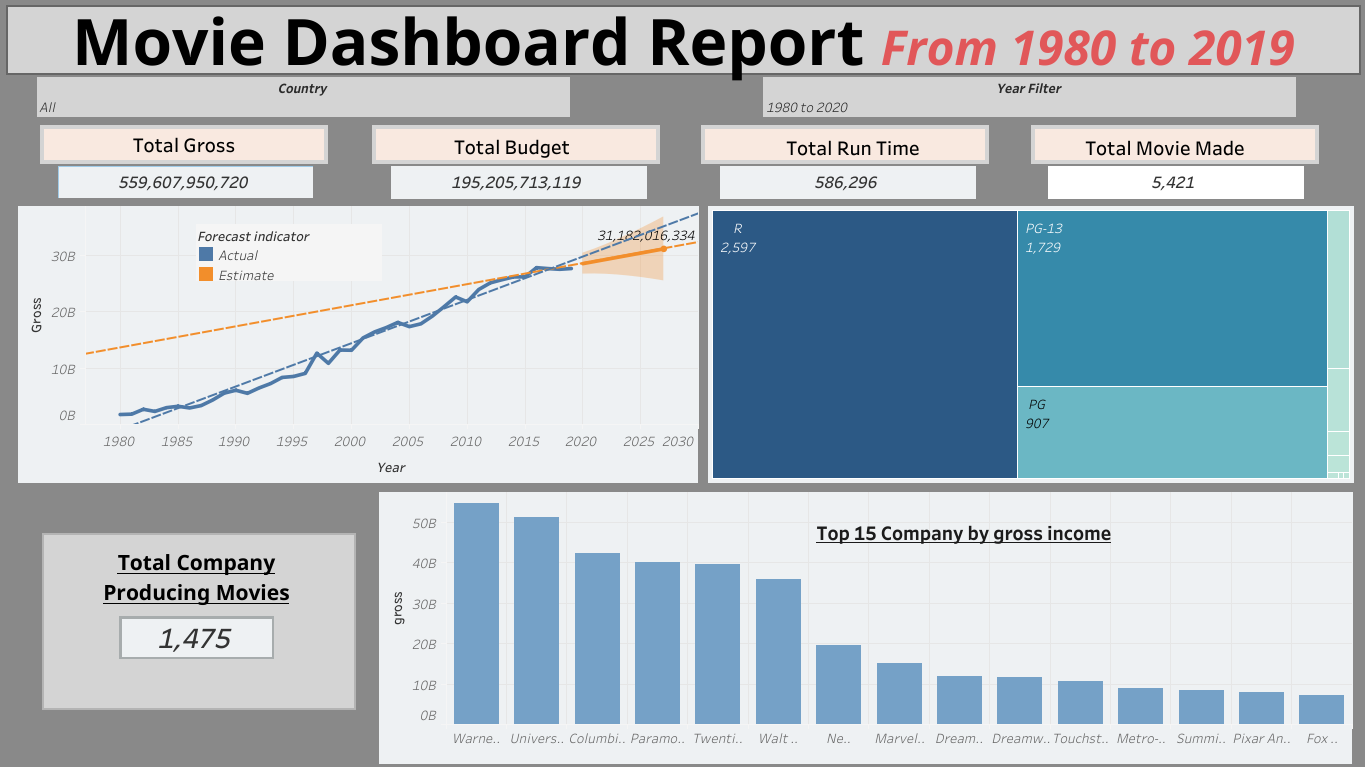 Movie Dashboard Report From 1980 to 2019
Country
All
Year Filter
1980 to 2020
Total Gross
559,607,950,720
Total Budget
195,205,713,119
Total Run Time
586,296
Total Movie Made
5,421
Forecast indicator
Actual
Estimate
31,182,016,334
Gross
30B
20B
10B
0B
1980 1985 1990 1995 2000 2005 2010 2015 2020 2025 2030
Year
R
2,597
PG-13
1,729
PG
907
Total Company
Producing Movies
1,475
Top 15 Company by gross income
gross
50B
40B
30B
20B
10B
0B
Warne.. Univers.. Columbi.. Paramo.. Twenti.. Walt .. Ne.. Marvel.. Dream.. Dreamw.. Touchst.. Metro-.. Summi.. Pixar An.. Fox ..